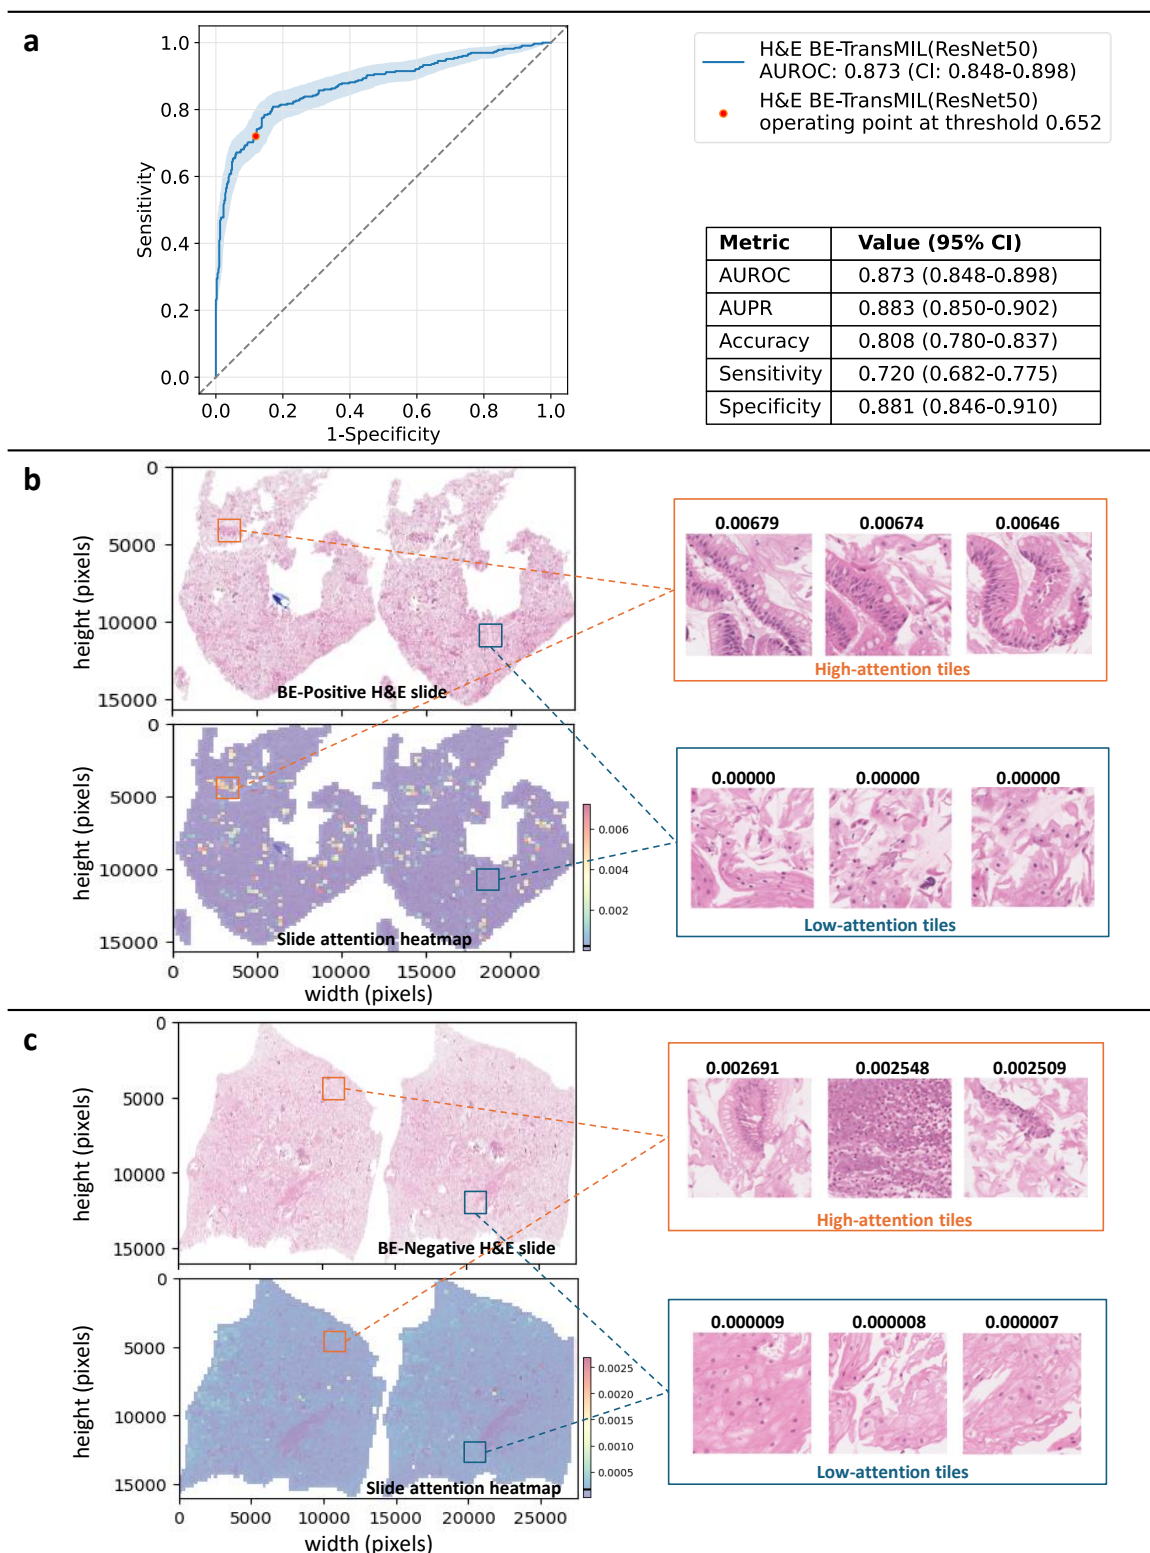 a
1.0
0.8
0.6
0.4
0.2
0.0
Sensitivity
0.0 0.2 0.4 0.6 0.8 1.0
1-Specificity
H&E BE-TransMIL(ResNet50)
AUROC: 0.873 (CI: 0.848-0.898)
H&E BE-TransMIL(ResNet50)
operating point at threshold 0.652
Metric Value (95% CI)
AUROC 0.873 (0.848-0.898)
AUPR 0.883 (0.850-0.902)
Accuracy 0.808 (0.780-0.837)
Sensitivity 0.720 (0.682-0.775)
Specificity 0.881 (0.846-0.910)
b
0
5000
10000
15000
height (pixels)
BE-Positive H&E slide
0.00679 0.00674 0.00646
High-attention tiles
0
5000
10000
15000
height (pixels)
Slide attention heatmap
0.006
0.004
0.002
0 5000 10000 15000 20000
width (pixels)
0.00000 0.00000 0.00000
Low-attention tiles
c
0
5000
10000
15000
height (pixels)
BE-Negative H&E slide
0.002691 0.002548 0.002509
High-attention tiles
0
5000
10000
15000
height (pixels)
Slide attention heatmap
0.0025
0.0020
0.0015
0.0010
0.0005
0 5000 10000 15000 20000 25000
width (pixels)
0.000009 0.000008 0.000007
Low-attention tiles